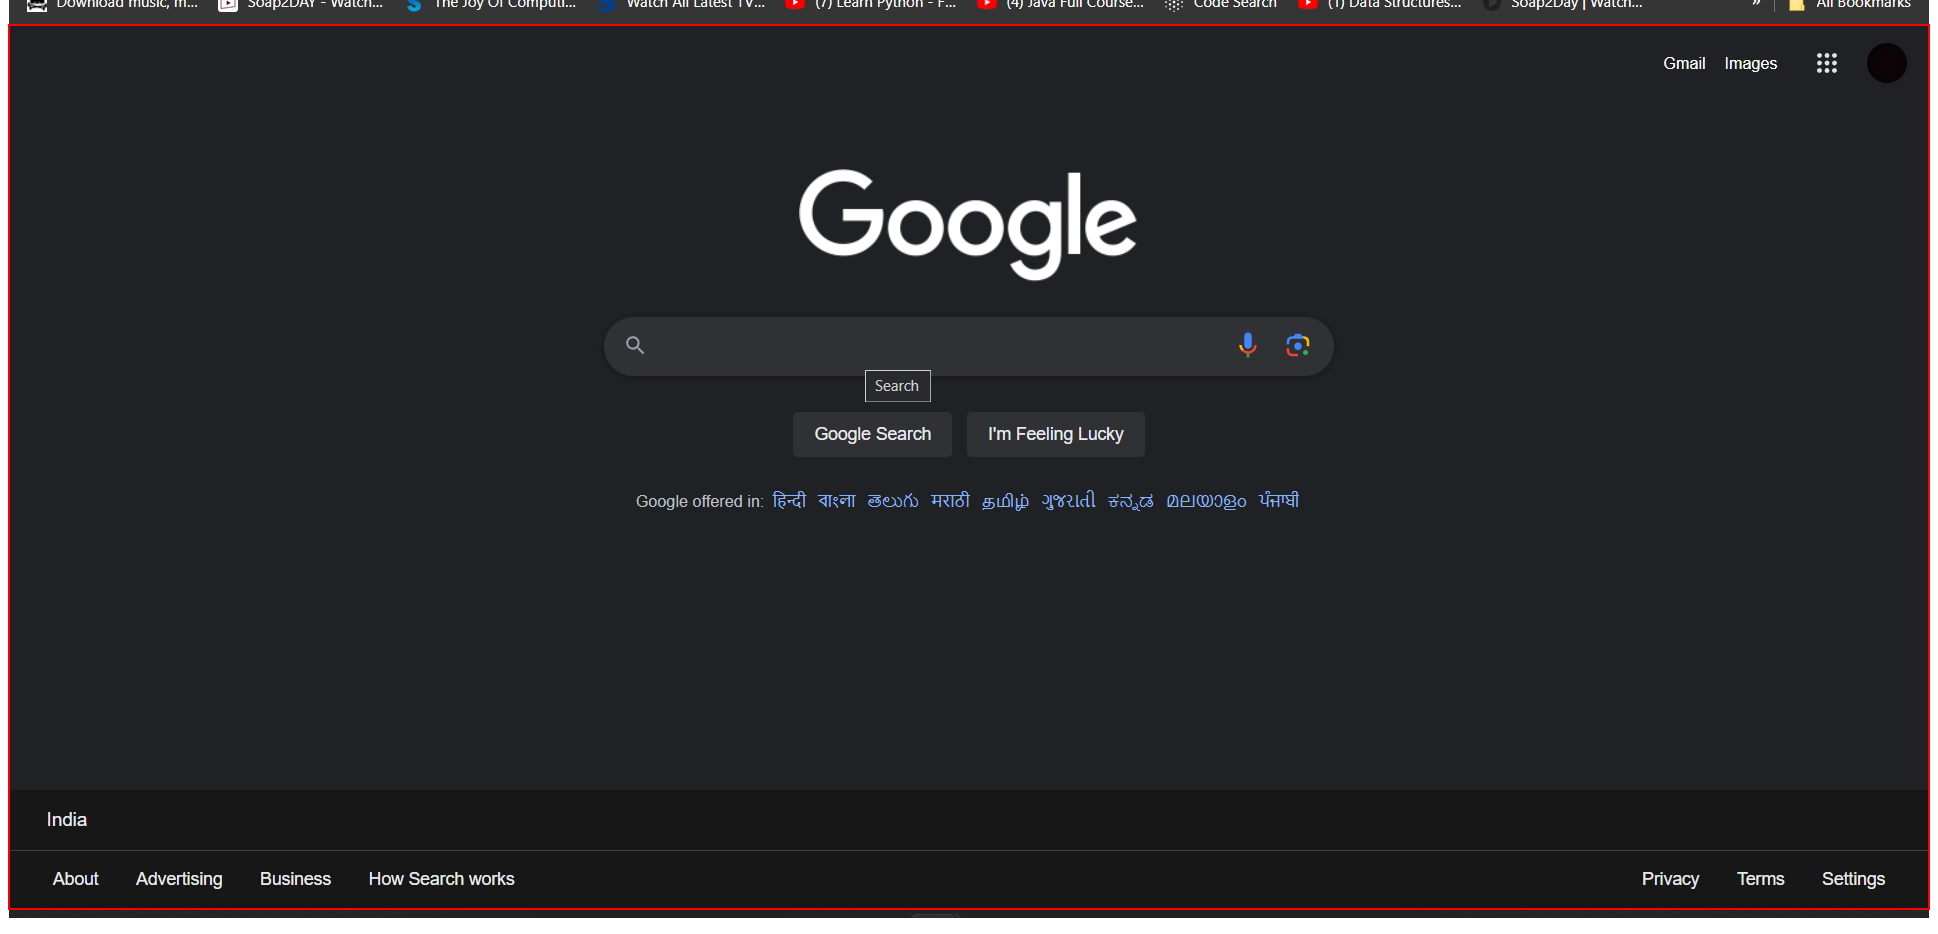 Download music, m... Soap2DAY - Watch... The Joy Of Computi... Watch All Latest TV... (7) Learn Python - F... (4) Java Full Course... Code Search (1) Data Structures... Soap2Day | Watch... » All Bookmarks
Gmail Images
Google
Search
Google Search I'm Feeling Lucky
Google offered in: हिन्दी বাংলা తెలుగు मराठी தமிழ் ગુજરાતી ಕನ್ನಡ മലയാളം ਪੰਜਾਬੀ
India
About Advertising Business How Search works Privacy Terms Settings